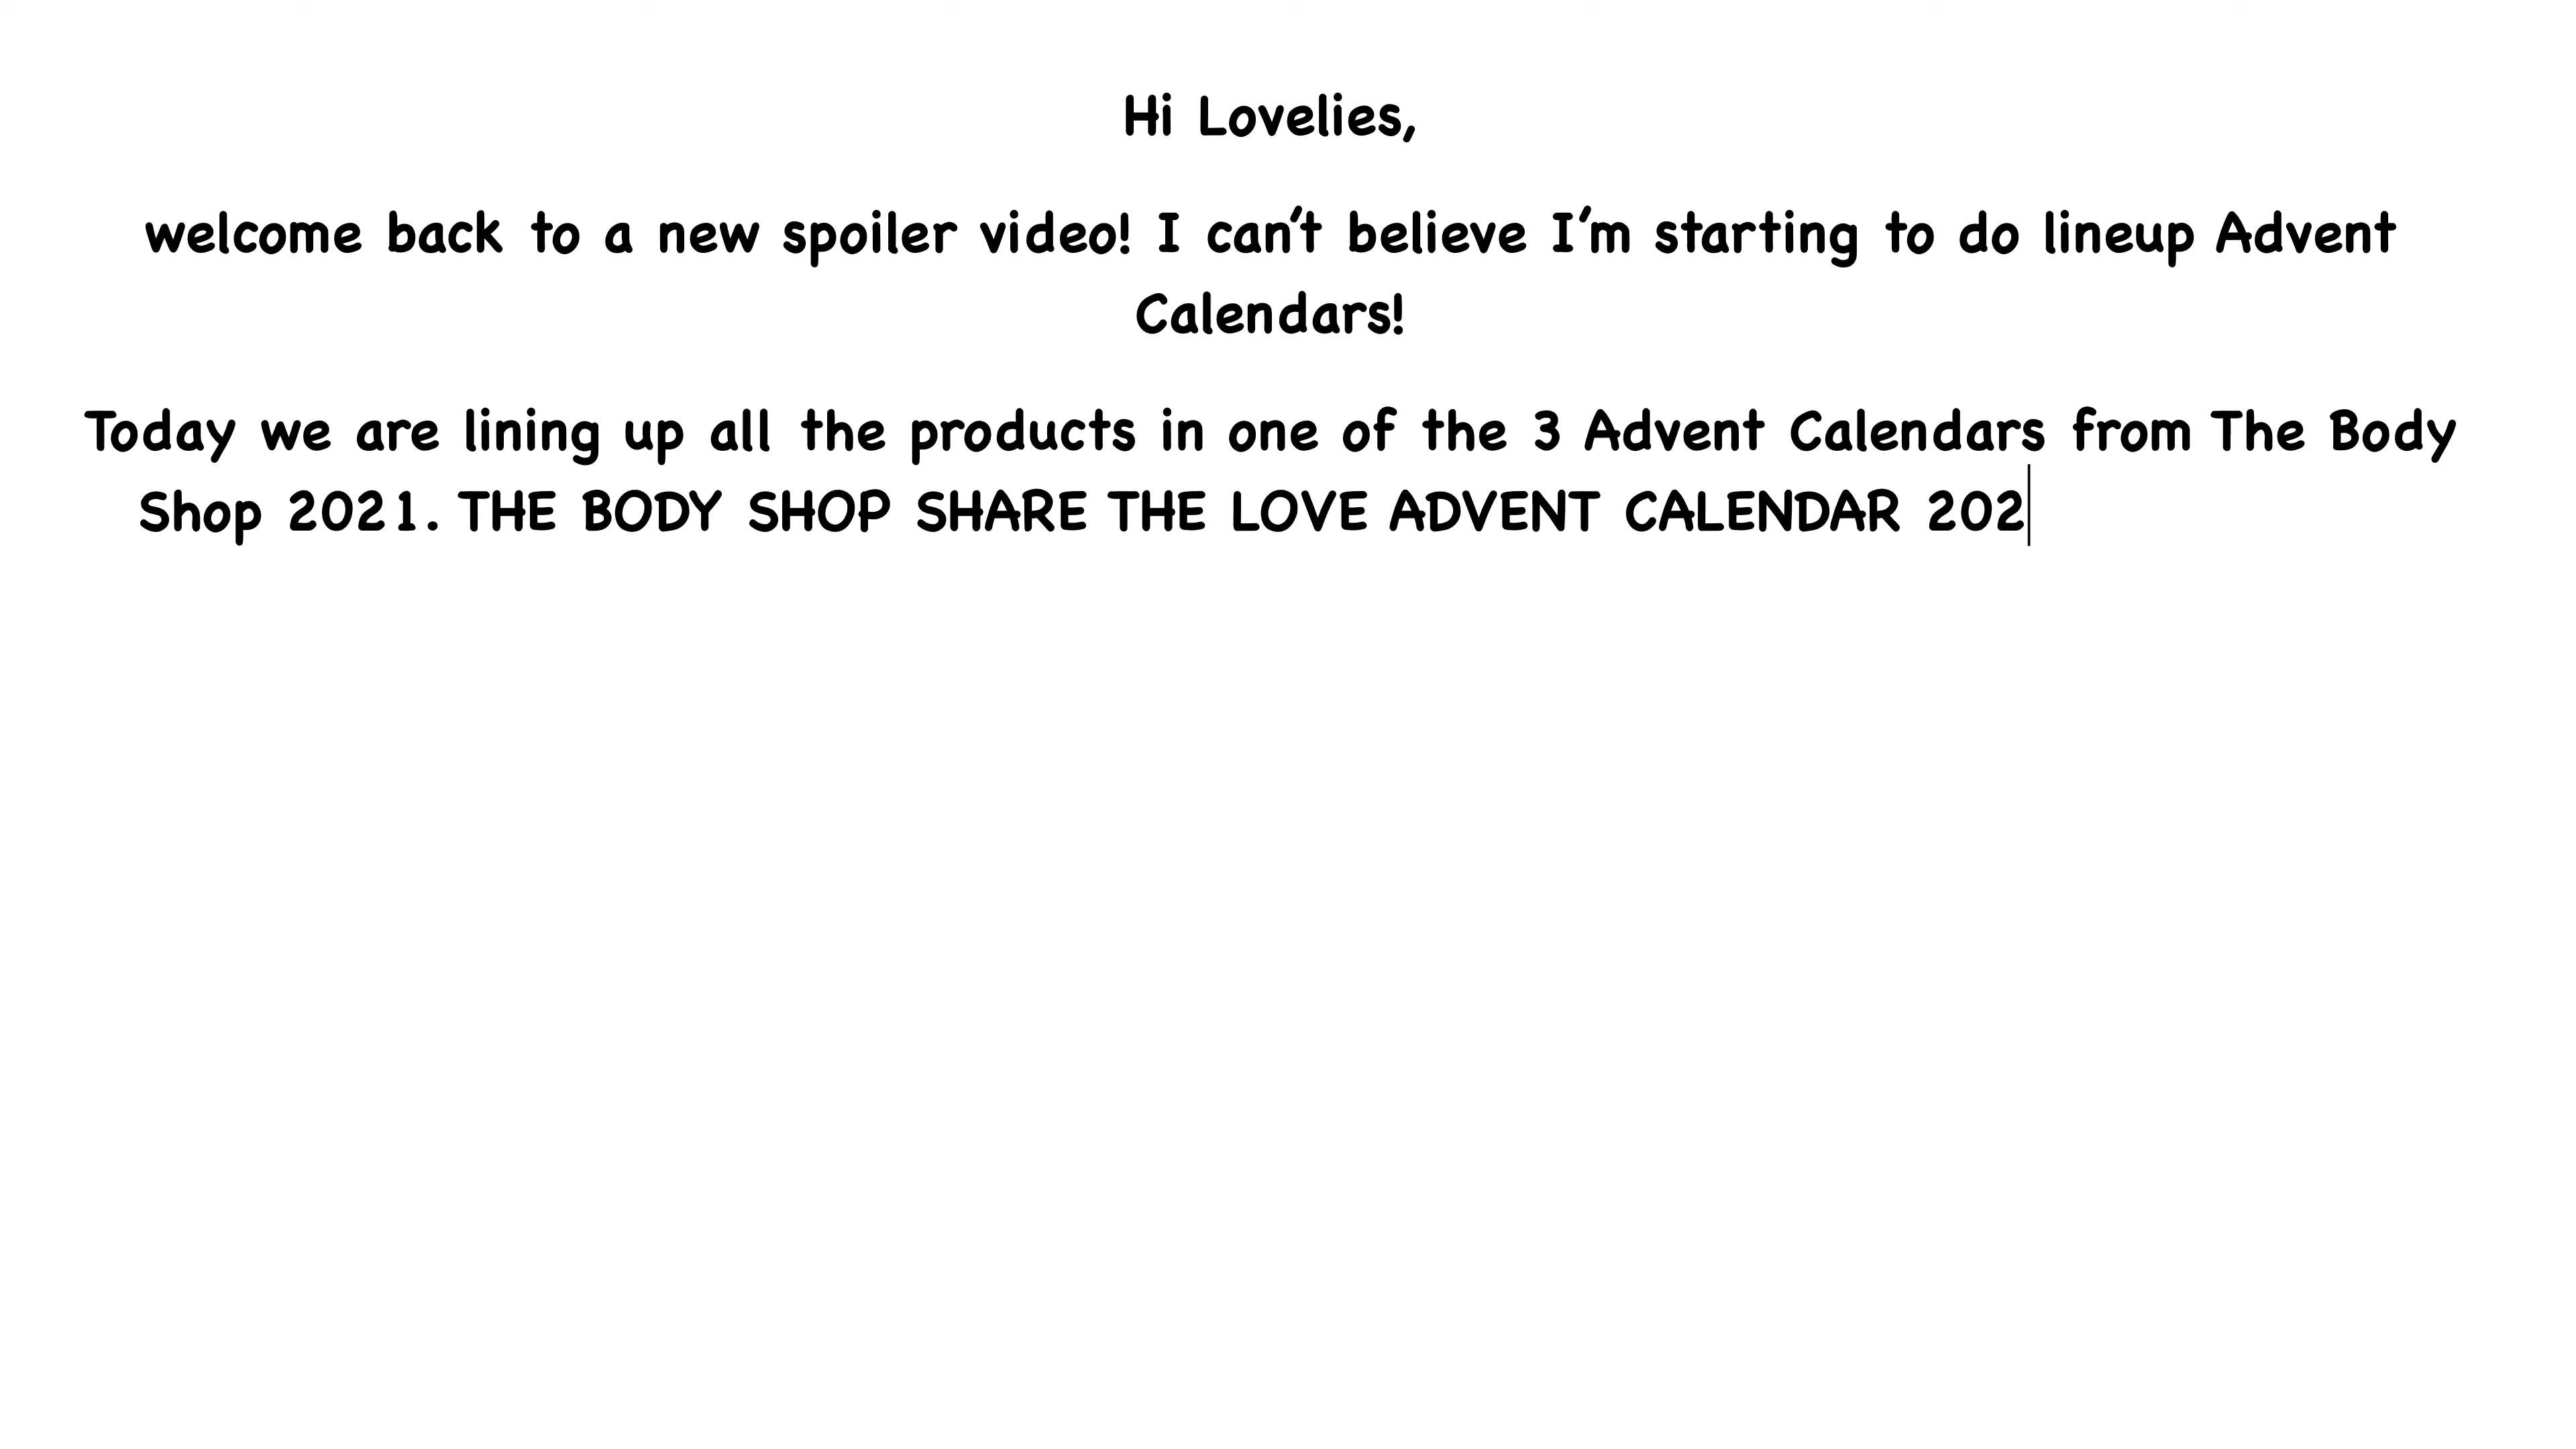 Hi Lovelies,
welcome back to a new spoiler video! I can’t believe I’m starting to do lineup Advent
Calendars!
Today we are lining up all the products in one of the 3 Advent Calendars from The Body
Shop 2021. THE BODY SHOP SHARE THE LOVE ADVENT CALENDAR 202